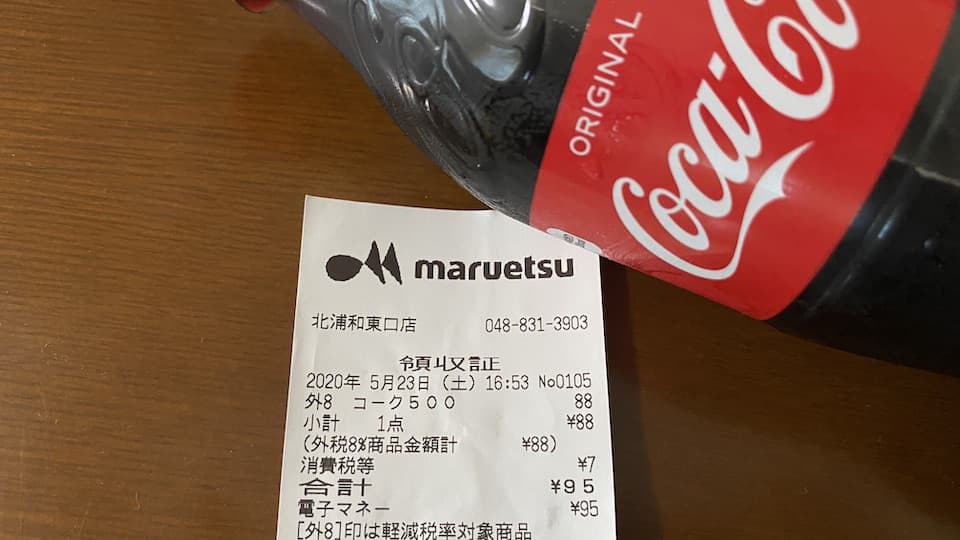 ORIGINAL
Coca-Co
maruetsu
北浦和東口店 048-831-3903
領収証
2020年 5月23日 (土) 16:53 No0105
外8 コーク500 88
小計 1点 ¥88
(外税8%商品金額計 ¥88)
消費税等 ¥7
合計 ¥95
電子マネー ¥95
[外8]印は軽減税率対象商品